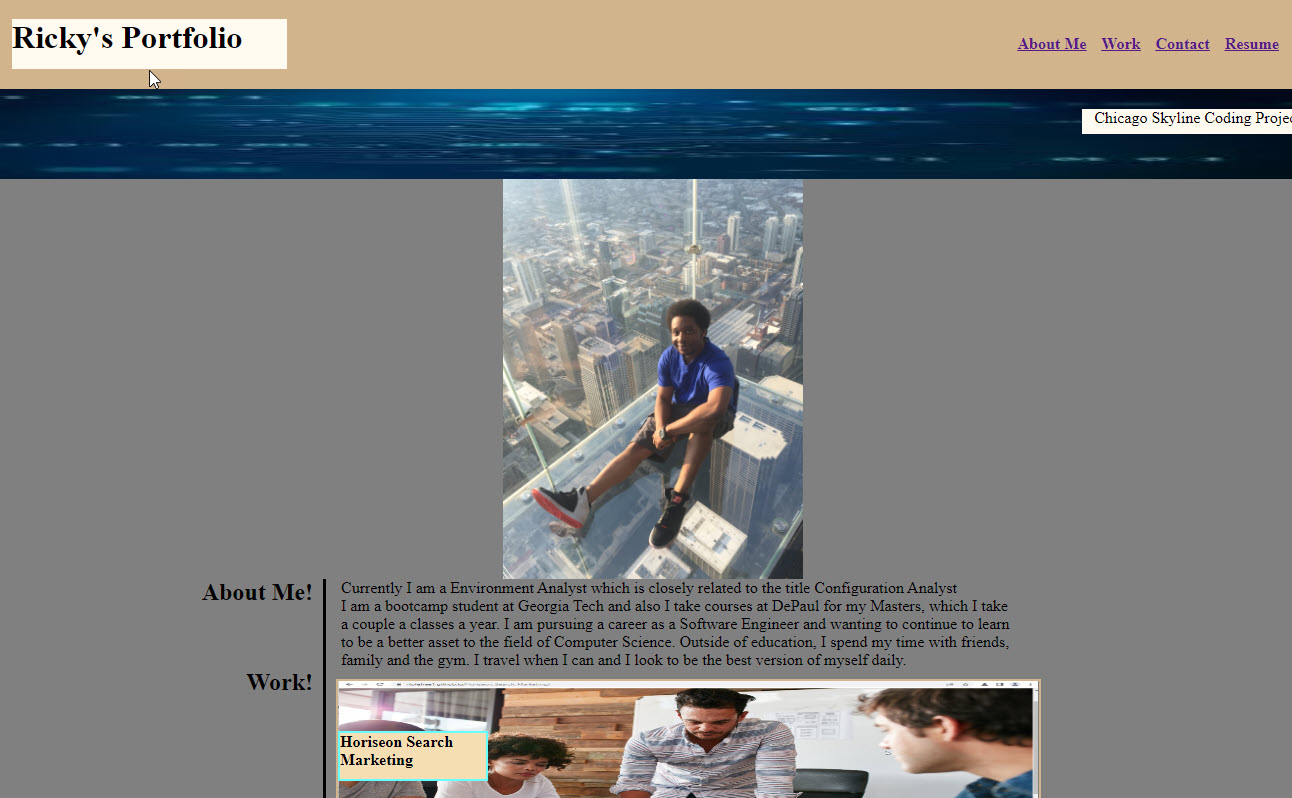 Ricky's Portfolio
About Me Work Contact Resume
Chicago Skyline Coding Projec
About Me!
Currently I am a Environment Analyst which is closely related to the title Configuration Analyst
I am a bootcamp student at Georgia Tech and also I take courses at DePaul for my Masters, which I take
a couple a classes a year. I am pursuing a career as a Software Engineer and wanting to continue to learn
to be a better asset to the field of Computer Science. Outside of education, I spend my time with friends,
family and the gym. I travel when I can and I look to be the best version of myself daily.
Work!
Horiseon Search
Marketing